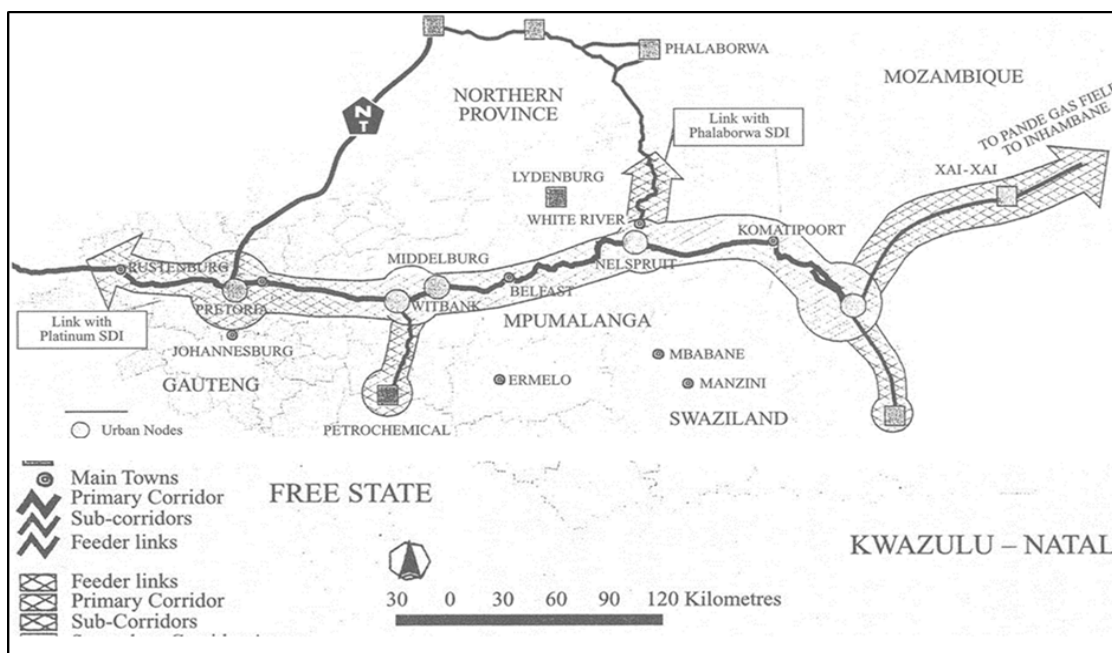 PHALABORWA
MOZAMBIQUE
N
T
NORTHERN
PROVINCE
Link with
Phalaborwa SDI
TO PANDE GAS FIELD
TO INHAMBANE
XAI-XAI
LYDENBURG
WHITE RIVER
KOMATIPOORT
MIDDELBURG
NELSPRUIT
RUSTENBURG
BELFAST
PRETORIA
WITBANK
Link with
Platinum SDI
MPUMALANGA
JOHANNESBURG
MBABANE
GAUTENG
ERMELO
MANZINI
SWAZILAND
PETROCHEMICAL
Urban Nodes
Main Towns
Primary Corridor
Sub-corridors
Feeder links
FREE STATE
KWAZULU – NATAL
Feeder links
Primary Corridor
Sub-Corridors
30 0 30 60 90 120 Kilometres